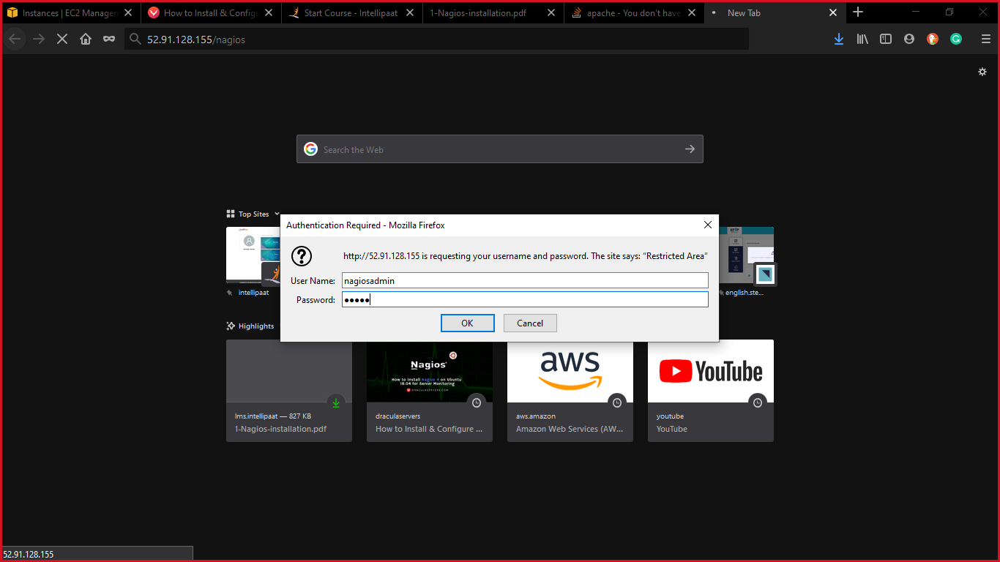 Instances | EC2 Managem
How to Install & Configu
Start Course - Intellipaat
1-Nagios-installation.pdf
apache - You don't have
New Tab
52.91.128.155/nagios
Search the Web
Top Sites
Authentication Required - Mozilla Firefox
http://52.91.128.155 is requesting your username and password. The site says: “Restricted Area”
User Name: nagiosadmin
Password: ●●●●●
OK Cancel
intellipaat
english.ste...
Highlights
Nagios®
How to Install Nagios 4 on Ubuntu
18.04 for Server Monitoring
DRACULASERVERS.COM
aws
YouTube
lms.intellipaat — 827 KB
1-Nagios-installation.pdf
draculaservers
How to Install & Configure ...
aws.amazon
Amazon Web Services (AW...
youtube
YouTube
52.91.128.155